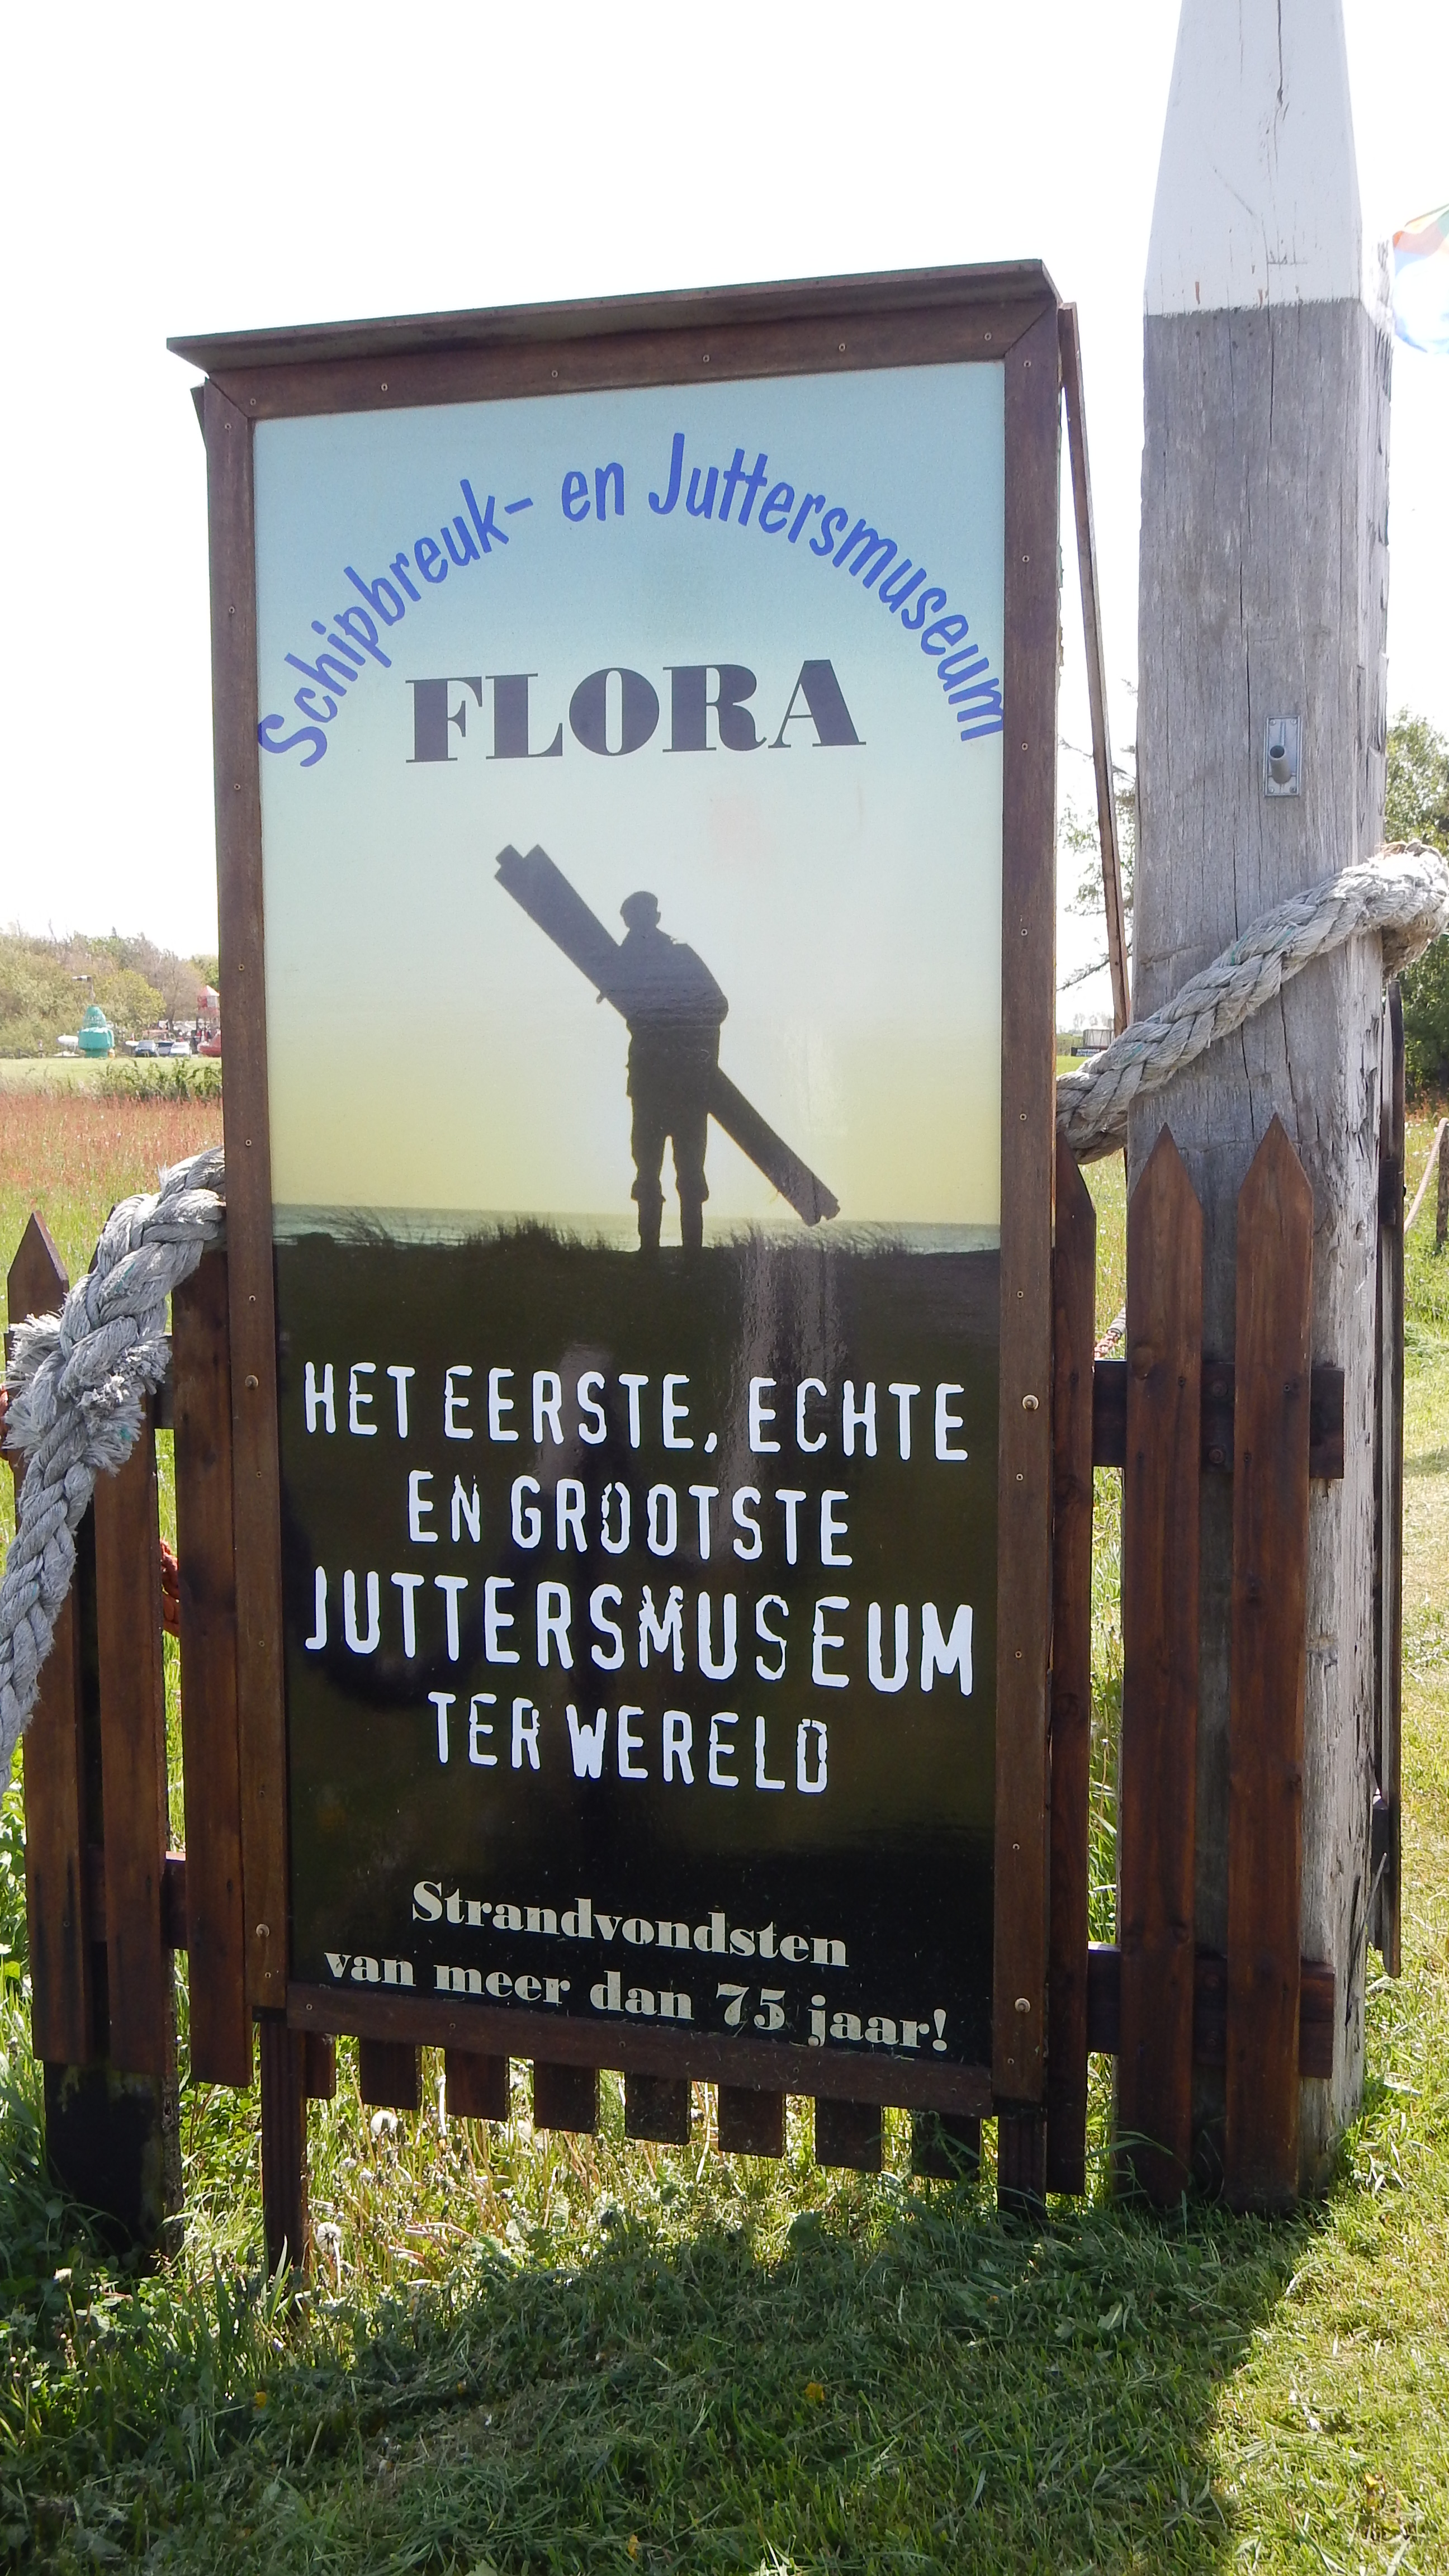 Schipbreuk- en Juttersmuseum
FLORA
HET EERSTE, ECHTE
EN GROOTSTE
JUTTERSMUSEUM
TER WERELD
Strandvondsten
van meer dan 75 jaar!